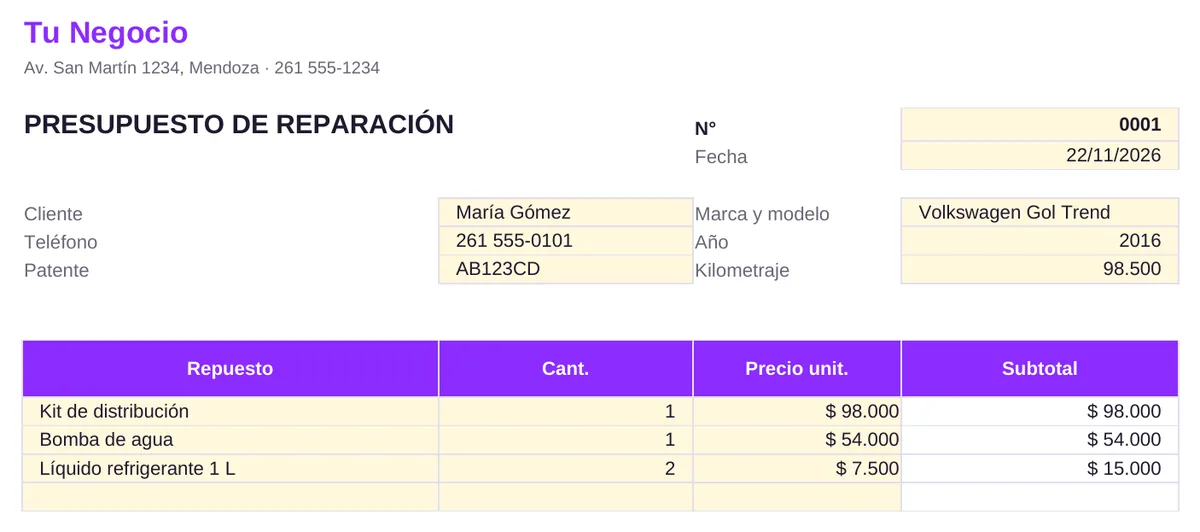 Tu Negocio
Av. San Martín 1234, Mendoza · 261 555-1234
PRESUPUESTO DE REPARACIÓN
N° 0001
Fecha 22/11/2026
Cliente María Gómez Marca y modelo Volkswagen Gol Trend
Teléfono 261 555-0101 Año 2016
Patente AB123CD Kilometraje 98.500
Repuesto Cant. Precio unit. Subtotal
Kit de distribución 1 $ 98.000 $ 98.000
Bomba de agua 1 $ 54.000 $ 54.000
Líquido refrigerante 1 L 2 $ 7.500 $ 15.000